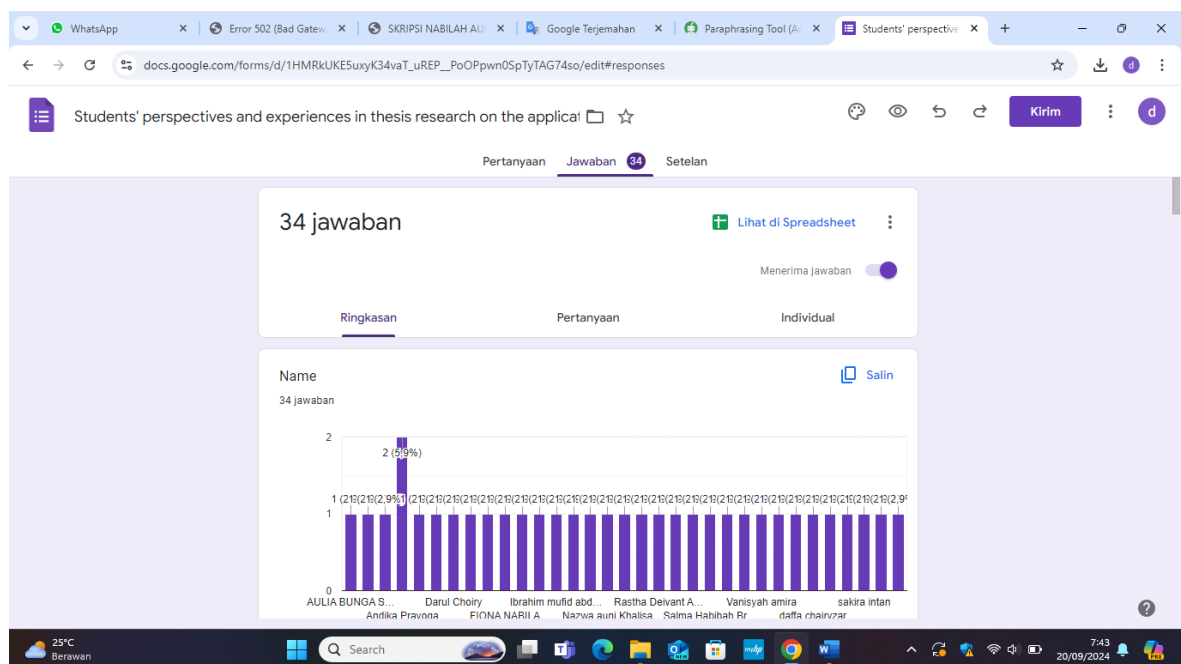 WhatsApp
Error 502 (Bad Gatew
SKRIPSI NABILAH AU
Google Terjemahan
Paraphrasing Tool (Ac
Students' perspective
docs.google.com/forms/d/1HMRkUKE5uxyK34vaT_uREP__PoOPpwn0SpTyTAG74so/edit#responses
d
Students' perspectives and experiences in thesis research on the applicat
Kirim
d
Pertanyaan
Jawaban 34
Setelan
34 jawaban
Lihat di Spreadsheet
Menerima jawaban
Ringkasan
Pertanyaan
Individual
Name
Salin
34 jawaban
2
2 (5,9%)
1
0
AULIA BUNGA S...
Darul Choiry
Ibrahim mufid abd...
Rastha Deivant A...
Vanisyah amira
sakira intan
Andika Prayoga
FIONA NABILA
Nazwa auni Khalisa
Salma Habibah Br
daffa chairyzar
25°C
Berawan
Search
7:43
20/09/2024